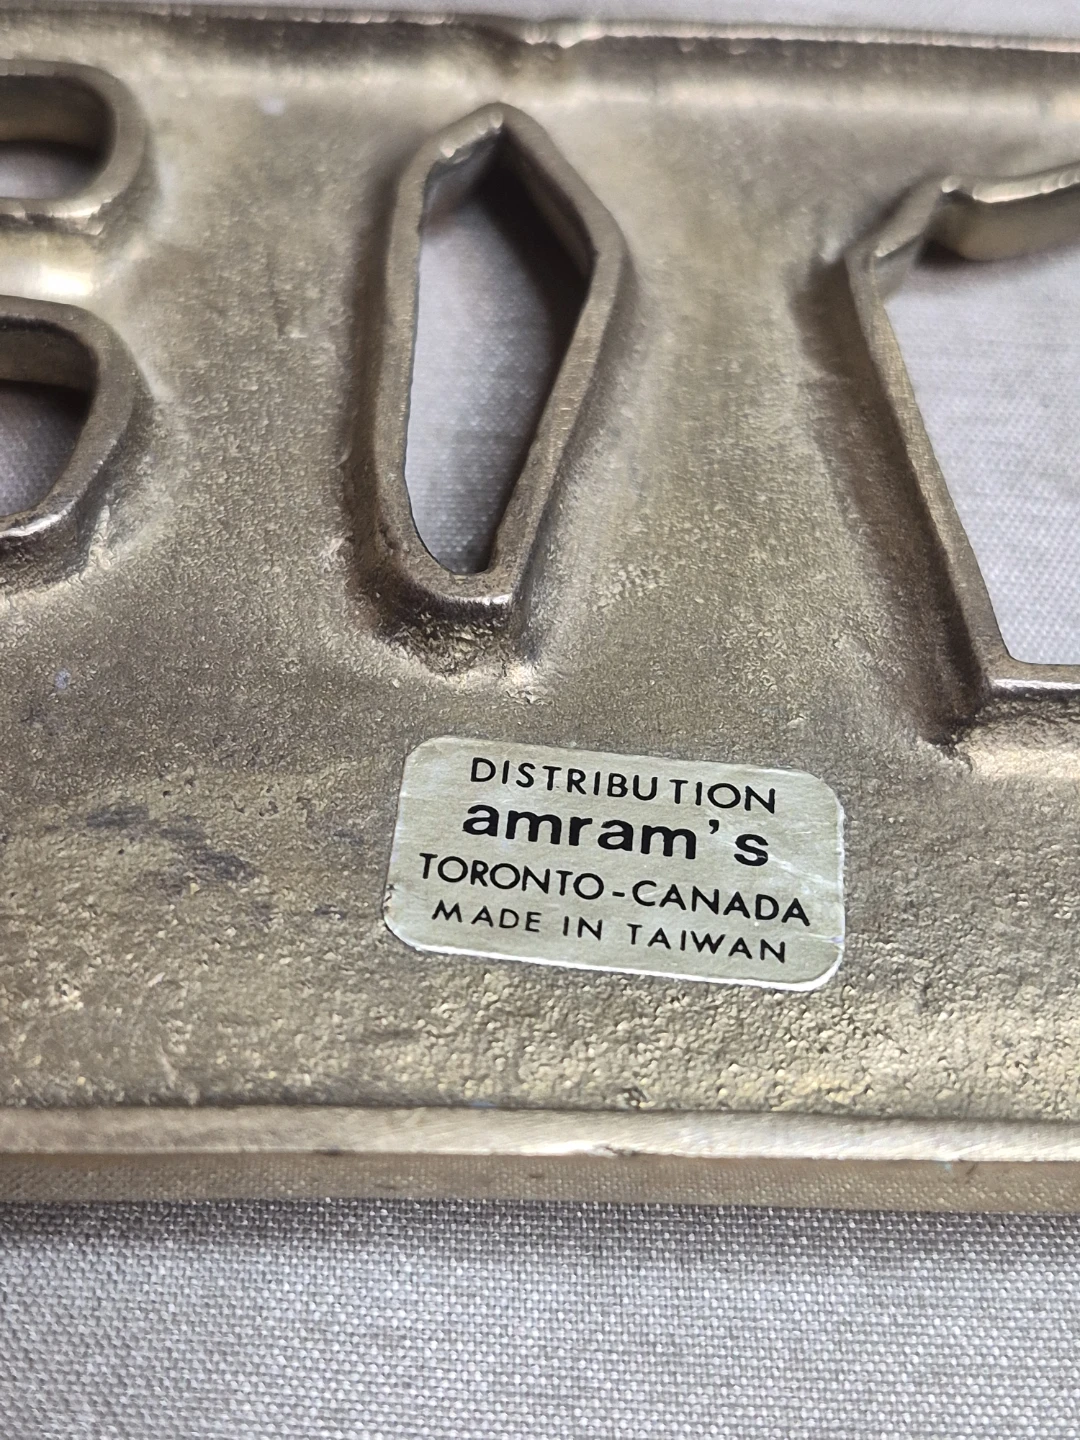 DISTRIBUTION
amram's
TORONTO-CANADA
MADE IN TAIWAN